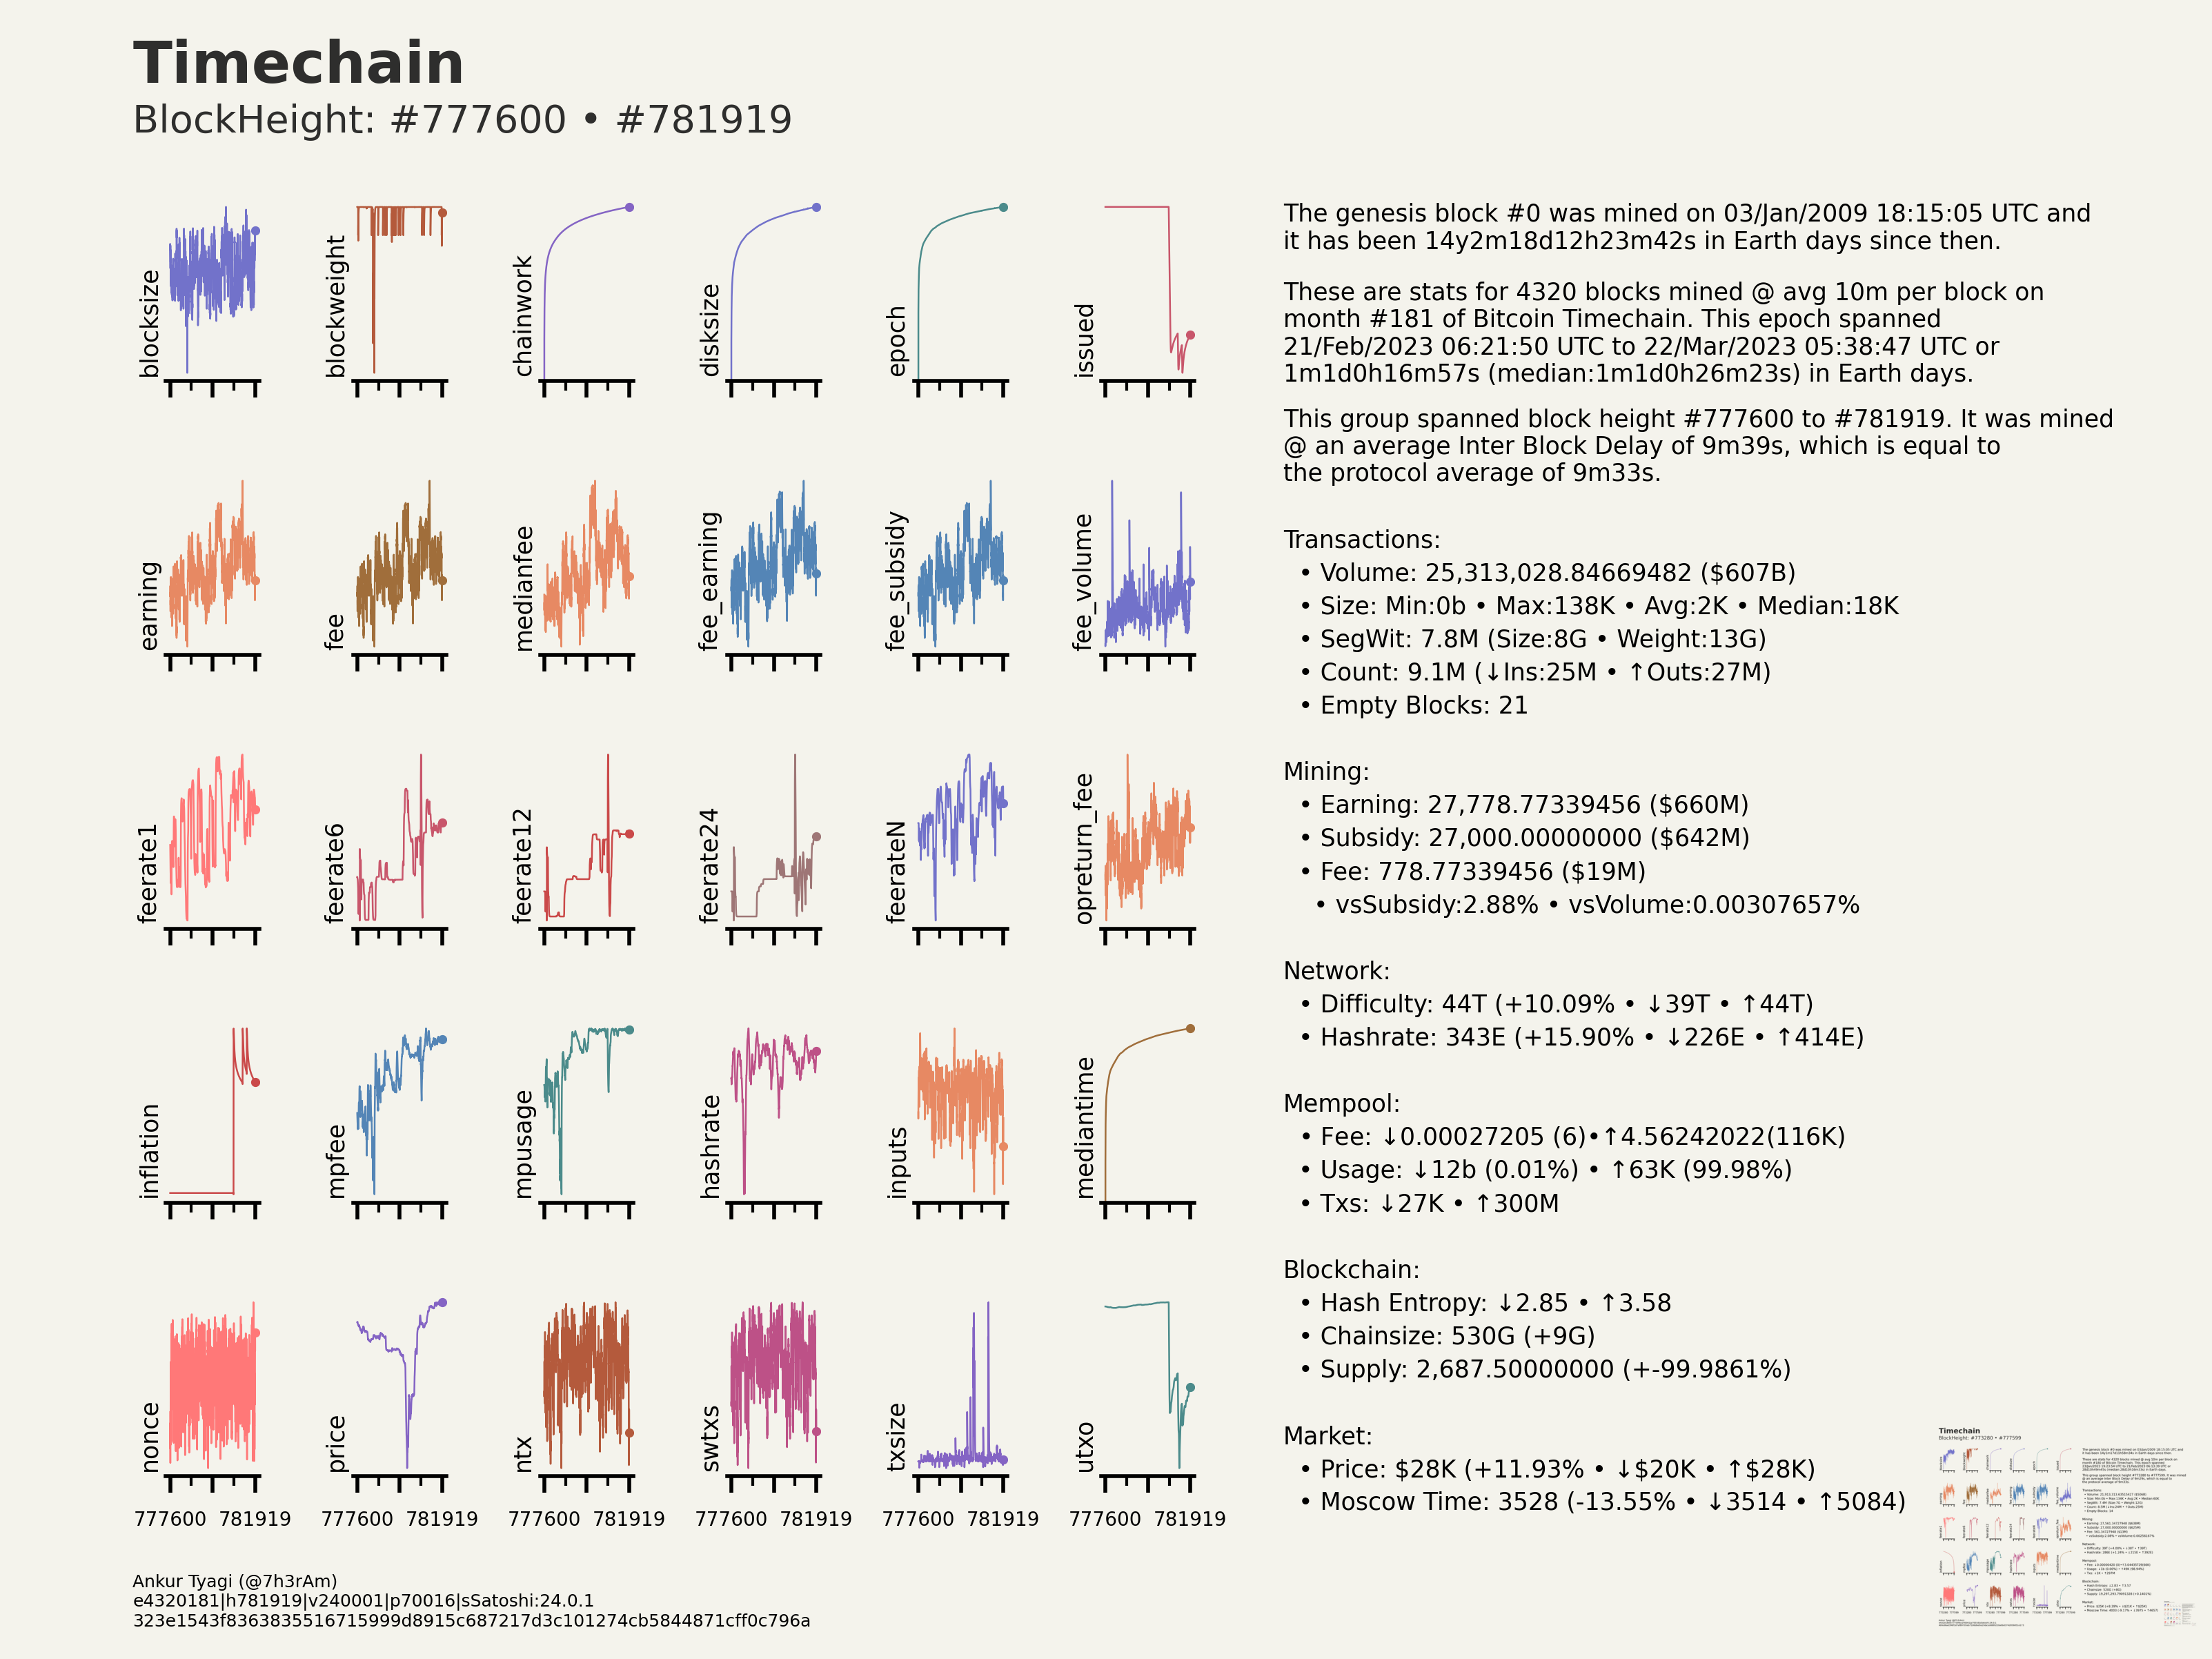 Timechain
BlockHeight: #777600 • #781919
blocksize
blockweight
chainwork
disksize
epoch
issued
earning
fee
medianfee
fee_earning
fee_subsidy
fee_volume
feerate1
feerate6
feerate12
feerate24
feerateN
opreturn_fee
inflation
mpfee
mpusage
hashrate
inputs
mediantime
nonce
price
ntx
swtxs
txsize
utxo
777600 781919 777600 781919 777600 781919 777600 781919 777600 781919 777600 781919
The genesis block #0 was mined on 03/Jan/2009 18:15:05 UTC and
it has been 14y2m18d12h23m42s in Earth days since then.
These are stats for 4320 blocks mined @ avg 10m per block on
month #181 of Bitcoin Timechain. This epoch spanned
21/Feb/2023 06:21:50 UTC to 22/Mar/2023 05:38:47 UTC or
1m1d0h16m57s (median:1m1d0h26m23s) in Earth days.
This group spanned block height #777600 to #781919. It was mined
@ an average Inter Block Delay of 9m39s, which is equal to
the protocol average of 9m33s.
Transactions:
• Volume: 25,313,028.84669482 ($607B)
• Size: Min:0b • Max:138K • Avg:2K • Median:18K
• SegWit: 7.8M (Size:8G • Weight:13G)
• Count: 9.1M (↓Ins:25M • ↑Outs:27M)
• Empty Blocks: 21
Mining:
• Earning: 27,778.77339456 ($660M)
• Subsidy: 27,000.00000000 ($642M)
• Fee: 778.77339456 ($19M)
• vsSubsidy:2.88% • vsVolume:0.00307657%
Network:
• Difficulty: 44T (+10.09% • ↓39T • ↑44T)
• Hashrate: 343E (+15.90% • ↓226E • ↑414E)
Mempool:
• Fee: ↓0.00027205 (6)•↑4.56242022(116K)
• Usage: ↓12b (0.01%) • ↑63K (99.98%)
• Txs: ↓27K • ↑300M
Blockchain:
• Hash Entropy: ↓2.85 • ↑3.58
• Chainsize: 530G (+9G)
• Supply: 2,687.50000000 (+-99.9861%)
Market:
• Price: $28K (+11.93% • ↓$20K • ↑$28K)
• Moscow Time: 3528 (-13.55% • ↓3514 • ↑5084)
Ankur Tyagi (@7h3rAm)
e4320181|h781919|v240001|p70016|sSatoshi:24.0.1
323e1543f8363835516715999d8915c687217d3c101274cb5844871cff0c796a
Timechain
BlockHeight: #773280 • #777599